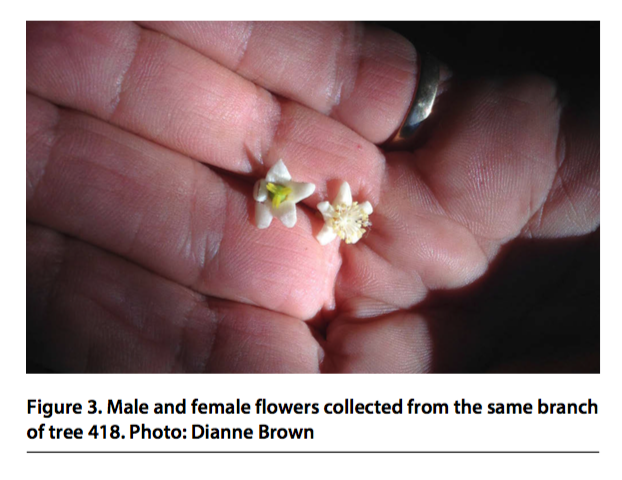 Figure 3. Male and female flowers collected from the same branch
of tree 418. Photo: Dianne Brown